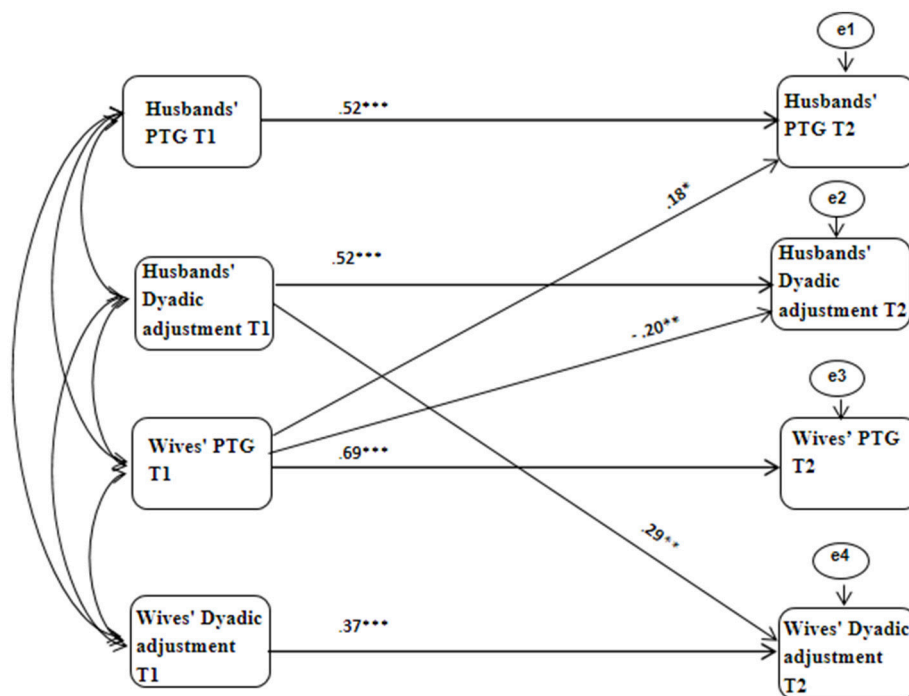 e1
Husbands'
PTG T1
.52***
Husbands'
PTG T2
.18*
e2
Husbands'
Dyadic
adjustment T1
.52***
Husbands'
Dyadic
adjustment T2
- .20**
e3
Wives' PTG
T1
.69***
Wives’ PTG
T2
.29**
e4
Wives' Dyadic
adjustment
T1
.37***
Wives' Dyadic
adjustment
T2